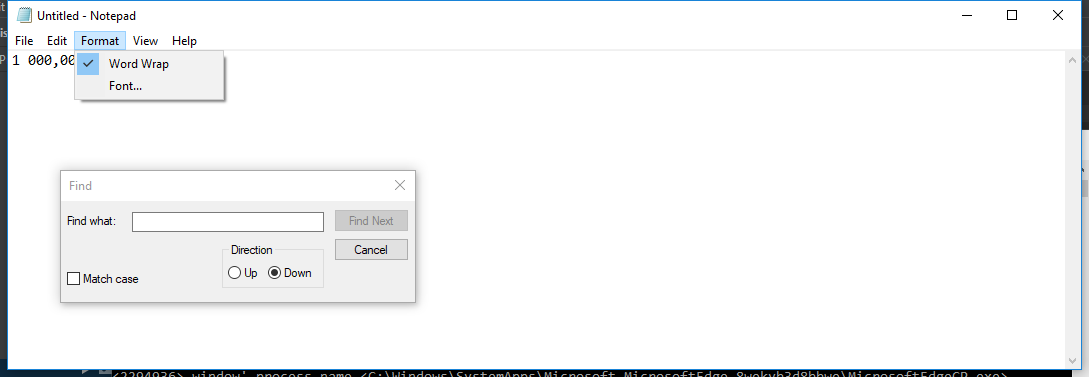 Untitled - Notepad
File Edit Format View Help
1 000,00
Word Wrap
Font...
Find
Find what:
Find Next
Direction
Cancel
Up Down
Match case
window' process name <C:\Windows\SystemApps\Microsoft.MicrosoftEdge_8wekyb3d8bbwe\MicrosoftEdgeCP.exe>